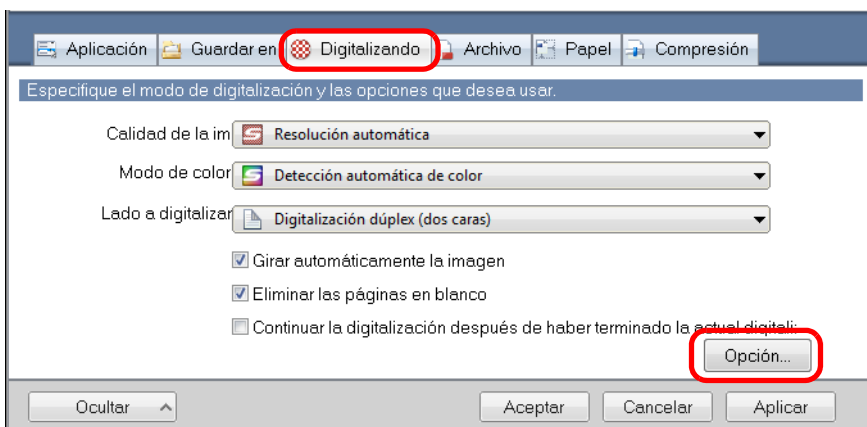 Aplicación Guardar en Digitalizando Archivo Papel Compresión
Especifique el modo de digitalización y las opciones que desea usar.
Calidad de la im Resolución automática
Modo de color Detección automática de color
Lado a digitalizar Digitalización dúplex (dos caras)
Girar automáticamente la imagen
Eliminar las páginas en blanco
Continuar la digitalización después de haber terminado la actual digitali
Opción...
Ocultar Aceptar Cancelar Aplicar